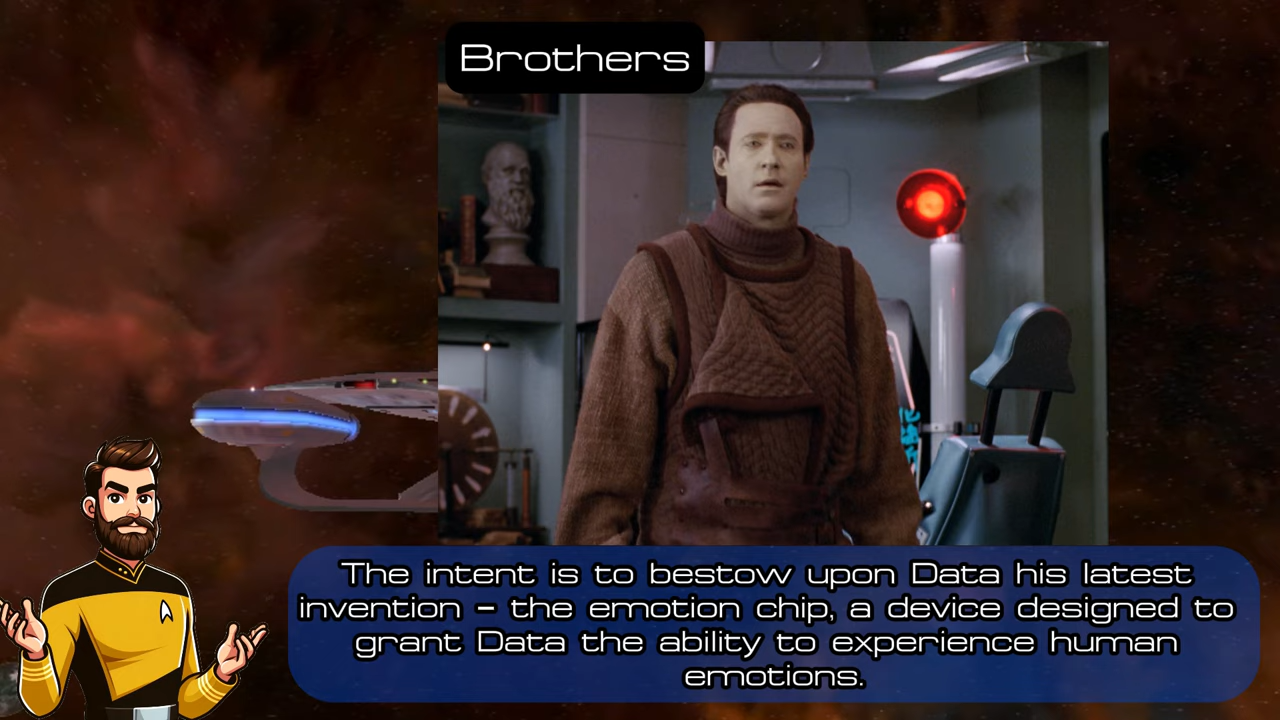 Brothers
The intent is to bestow upon Data his latest
invention - the emotion chip, a device designed to
grant Data the ability to experience human
emotions.